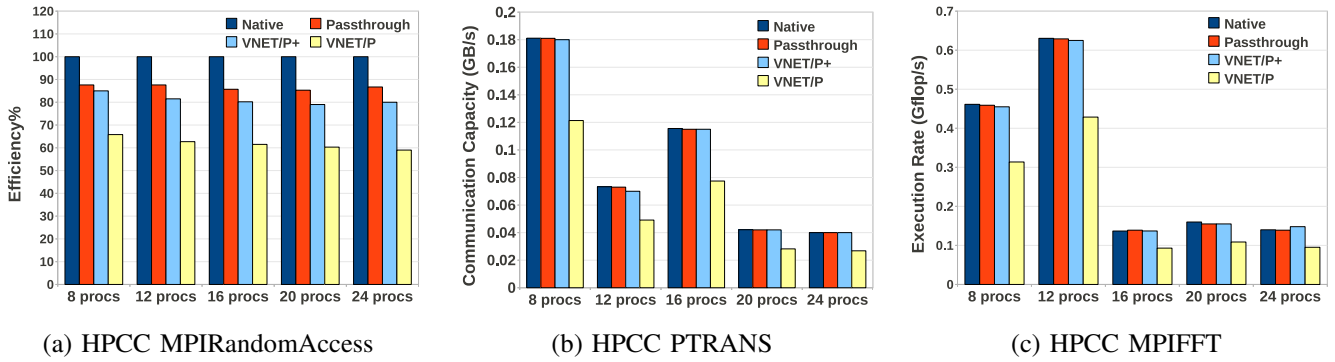 120
110
100
90
80
70
60
50
40
30
20
10
0
Efficiency%
Native
Passthrough
VNET/P+
VNET/P
8 procs
12 procs
16 procs
20 procs
24 procs
(a) HPCC MPIRandomAccess
0.2
0.18
0.16
0.14
0.12
0.1
0.08
0.06
0.04
0.02
0
Communication Capacity (GB/s)
Native
Passthrough
VNET/P+
VNET/P
8 procs
12 procs
16 procs
20 procs
24 procs
(b) HPCC PTRANS
0.7
0.6
0.5
0.4
0.3
0.2
0.1
0
Execution Rate (Gflop/s)
Native
Passthrough
VNET/P+
VNET/P
8 procs
12 procs
16 procs
20 procs
24 procs
(c) HPCC MPIFFT